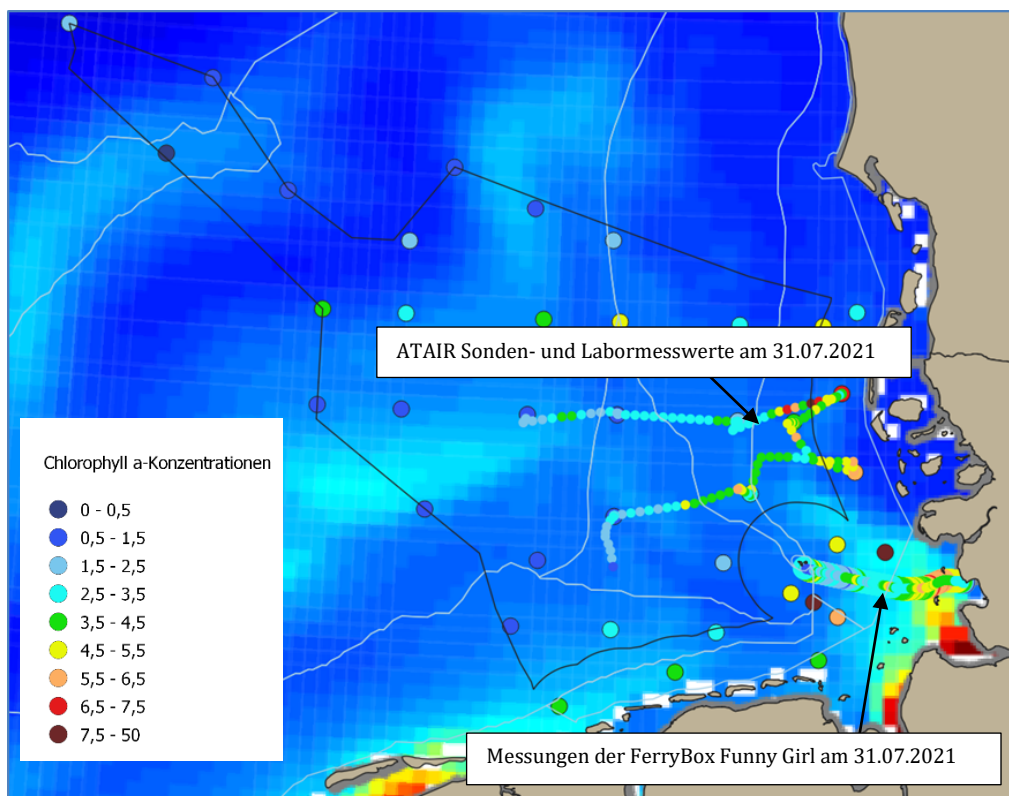 ATAIR Sonden- und Labormesswerte am 31.07.2021
Chlorophyll a-Konzentrationen
0 - 0,5
0,5 - 1,5
1,5 - 2,5
2,5 - 3,5
3,5 - 4,5
4,5 - 5,5
5,5 - 6,5
6,5 - 7,5
7,5 - 50
Messungen der FerryBox Funny Girl am 31.07.2021